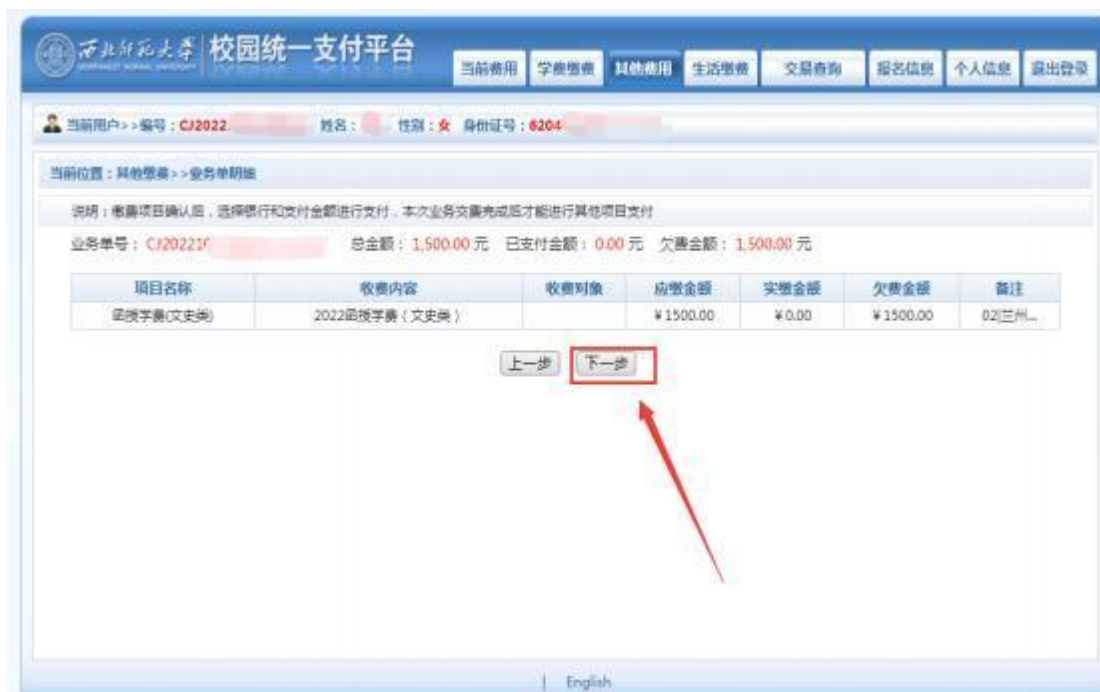 西北师范大学 校园统一支付平台
NORTHWEST NORMAL UNIVERSITY
当前费用 学费缴费 其他费用 生活缴费 交易查询 报名信息 个人信息 退出登录
当前用户>>编号：CJ2022 姓名： 性别：女 身份证号：6204
当前位置：其他缴费>>业务单明细
说明：缴费项目确认后，选择银行和支付金额进行支付，本次业务交费完成后才能进行其他项目支付
业务单号： CJ20221 总金额： 1,500.00 元 已支付金额： 0.00 元 欠费金额： 1,500.00 元
项目名称 收费内容 收费对象 应缴金额 实缴金额 欠费金额 备注
函授学费(文史类) 2022函授学费（文史类） ￥1500.00 ￥0.00 ￥1500.00 02|兰州...
上一步 下一步
| English